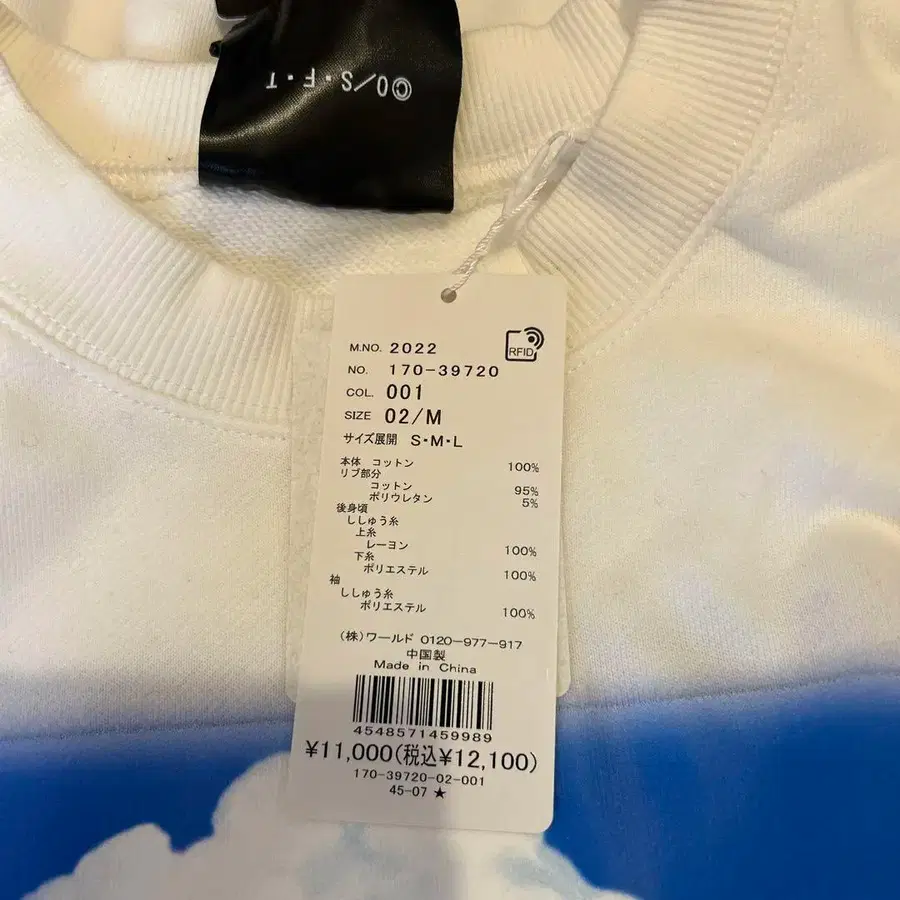 ©O/S・F・T
M.NO. 2022
RFID
NO. 170-39720
COL. 001
SIZE 02/M
サイズ展開 S・M・L
本体 コットン 100%
リブ部分
コットン 95%
ポリウレタン 5%
後身頃
ししゅう糸
上糸
レーヨン 100%
下糸
ポリエステル 100%
袖
ししゅう糸
ポリエステル 100%
(株)ワールド 0120-977-917
中国製
Made in China
4548571459989
¥11,000(税込¥12,100)
170-39720-02-001
45-07 ★